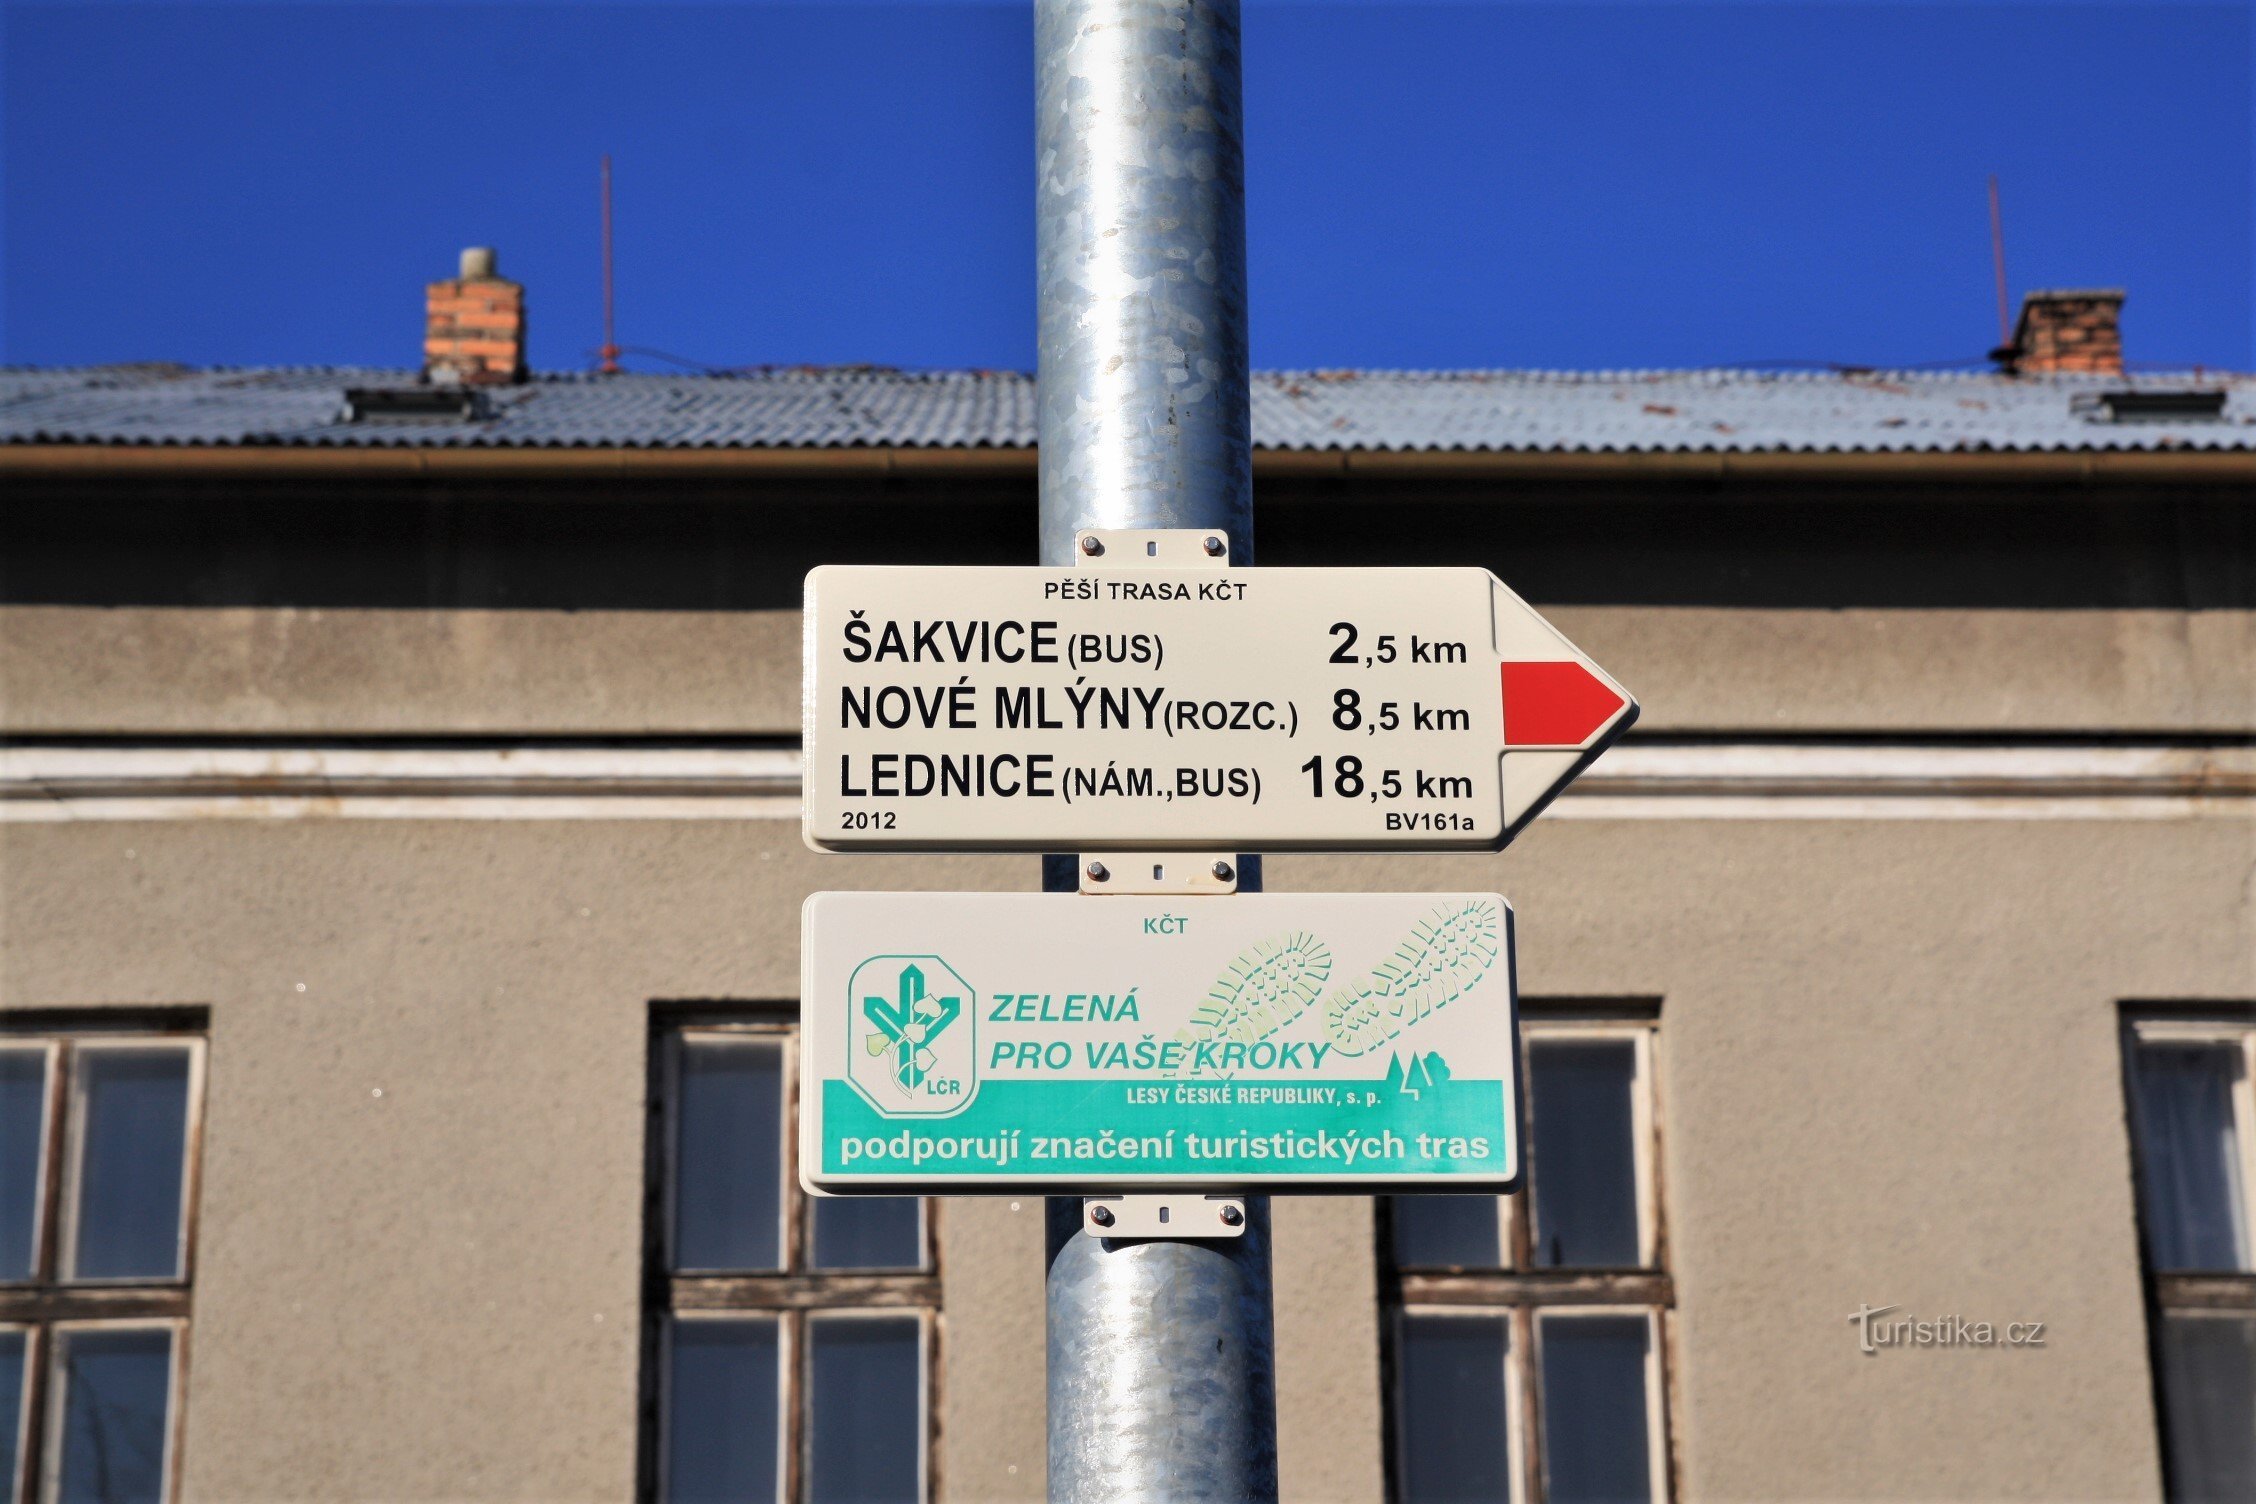 PĚŠÍ TRASA KČT
ŠAKVICE (BUS) 2,5 km
NOVÉ MLÝNY (ROZC.) 8,5 km
LEDNICE (NÁM.,BUS) 18,5 km
2012 BV161a
KČT
ZELENÁ
PRO VAŠE KROKY
LČR
LESY ČESKÉ REPUBLIKY, s. p.
podporují značení turistických tras
Turistika.cz